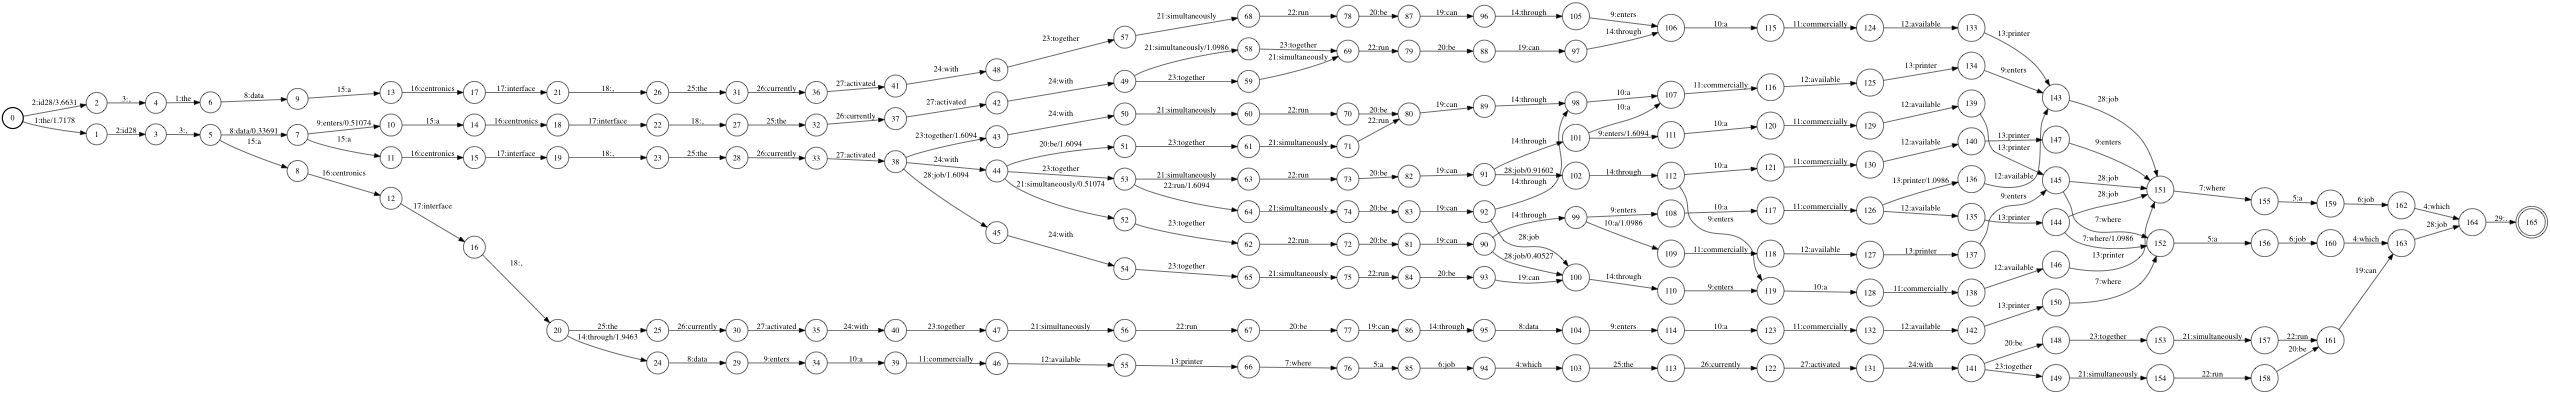 0 2:id28/3.6631 2 3:, 4 1:the 6 8:data 9 15:a 13 16:centronics 17 17:interface 21 18:, 26 25:the 31 26:currently 36 27:activated 41 24:with 48 23:together 57 21:simultaneously 68 22:run 78 20:be 87 19:can 96 14:through 105 9:enters 106 10:a 115 11:commercially 124 12:available 133 13:printer 143 28:job 151 7:where 155 5:a 159 6:job 162 4:which 164 29:. 165
1:the/1.7178 1 2:id28 3 3:, 5 8:data/0.33691 7 9:enters/0.51074 10 15:a 14 16:centronics 18 17:interface 22 18:, 27 25:the 32 26:currently 37 27:activated 42 24:with 49 21:simultaneously/1.0986 58 23:together 69 22:run 79 20:be 88 19:can 97 14:through
23:together 59 21:simultaneously
15:a 11 16:centronics 15 17:interface 19 18:, 23 25:the 28 26:currently 33 27:activated 38 23:together/1.6094 43 24:with 50 21:simultaneously 60 22:run 70 20:be 80 19:can 89 14:through 98 10:a 107 11:commercially 116 12:available 125 13:printer 134 9:enters
24:with 44 20:be/1.6094 51 23:together 61 21:simultaneously 71 22:run
23:together 53 21:simultaneously 63 22:run 73 20:be 82 19:can 91 14:through 101 10:a
9:enters/1.6094 111 10:a 120 11:commercially 129 12:available 139 13:printer 145 28:job
28:job/0.91602 102 14:through 112 10:a 121 11:commercially 130 12:available 140 13:printer 147 9:enters
22:run/1.6094 64 21:simultaneously 74 20:be 83 19:can 92 14:through
28:job
21:simultaneously/0.51074 52 23:together 62 22:run 72 20:be 81 19:can 90 14:through 99 9:enters 108 10:a 117 11:commercially 126 13:printer/1.0986 136 12:available
12:available 135 13:printer 144 28:job
7:where/1.0986 152 5:a 156 6:job 160 4:which 163 28:job
7:where
10:a/1.0986 109 11:commercially 118 12:available 127 13:printer 137 9:enters
28:job/0.40527 100 14:through 110 9:enters 119 10:a 128 11:commercially 138 12:available 146 13:printer
9:enters
28:job/1.6094 45 24:with 54 23:together 65 21:simultaneously 75 22:run 84 20:be 93 19:can
15:a 8 16:centronics 12 17:interface 16 18:, 20 25:the 25 26:currently 30 27:activated 35 24:with 40 23:together 47 21:simultaneously 56 22:run 67 20:be 77 19:can 86 14:through 95 8:data 104 9:enters 114 10:a 123 11:commercially 132 12:available 142 13:printer 150 7:where
14:through/1.9463 24 8:data 29 9:enters 34 10:a 39 11:commercially 46 12:available 55 13:printer 66 7:where 76 5:a 85 6:job 94 4:which 103 25:the 113 26:currently 122 27:activated 131 24:with 141 20:be 148 23:together 153 21:simultaneously 157 22:run 161 19:can
23:together 149 21:simultaneously 154 22:run 158 20:be